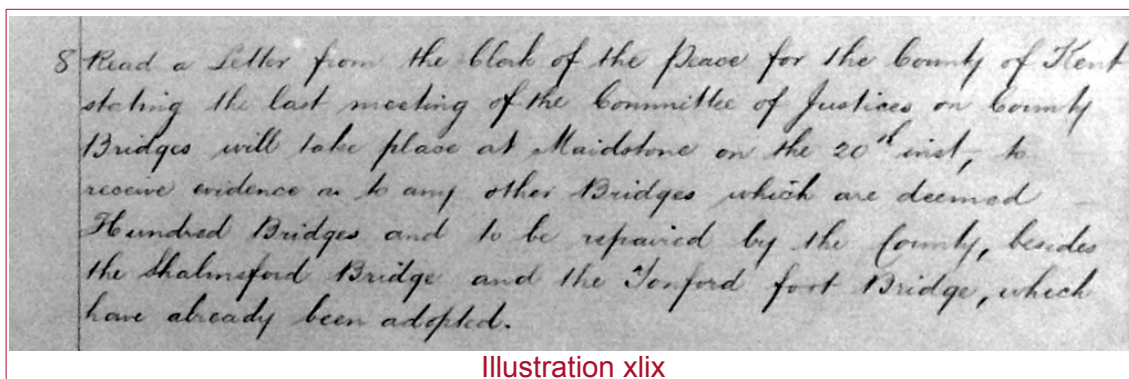 8 Read a Letter from the Clerk of the Peace for the County of Kent
stating the last meeting of the Committee of Justices on County
Bridges will take place at Maidstone on the 20th inst, to
receive evidence as to any other Bridges which are deemed
Hundred Bridges and to be repaired by the County, besides
the Shalmsford Bridge and the Tonford foot Bridge, which
have already been adopted.
Illustration xlix